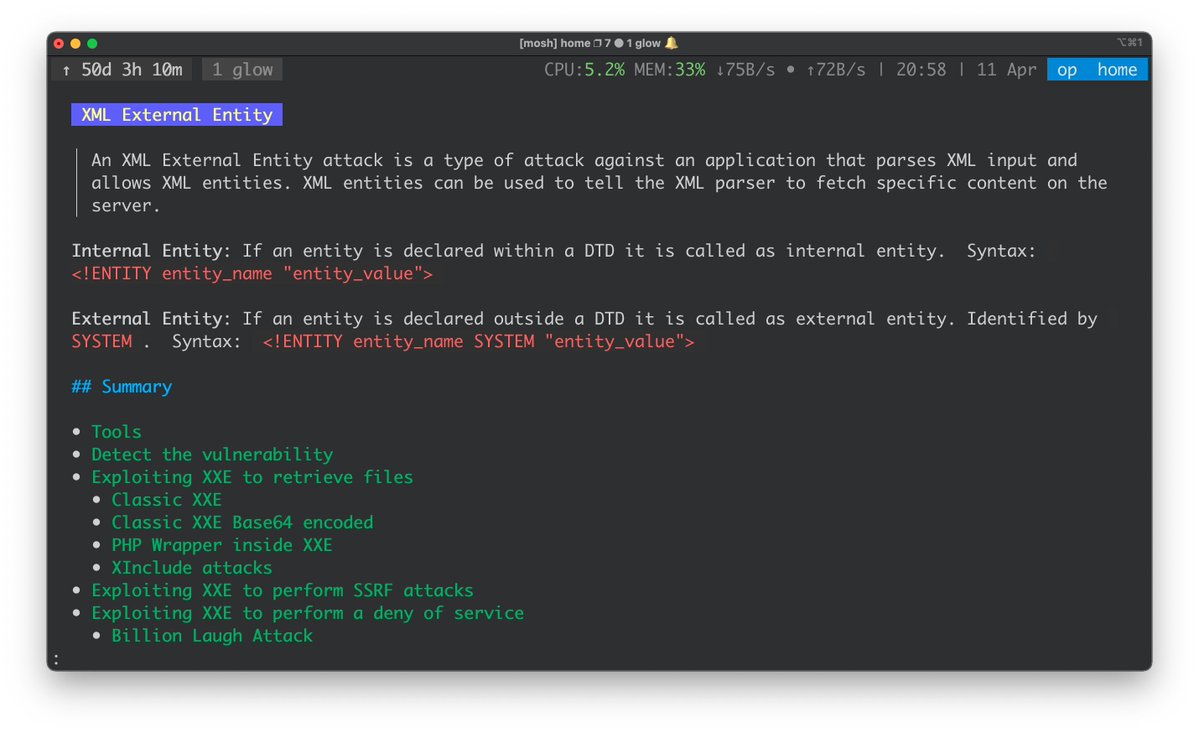 [mosh] home 7 1 glow 🔔 ⌥⌘1
↑ 50d 3h 10m 1 glow CPU:5.2% MEM:33% ↓75B/s • ↑72B/s | 20:58 | 11 Apr op home
XML External Entity
An XML External Entity attack is a type of attack against an application that parses XML input and
allows XML entities. XML entities can be used to tell the XML parser to fetch specific content on the
server.
Internal Entity: If an entity is declared within a DTD it is called as internal entity.  Syntax:
<!ENTITY entity_name "entity_value">
External Entity: If an entity is declared outside a DTD it is called as external entity. Identified by
SYSTEM .  Syntax:  <!ENTITY entity_name SYSTEM "entity_value">
## Summary
• Tools
• Detect the vulnerability
• Exploiting XXE to retrieve files
• Classic XXE
• Classic XXE Base64 encoded
• PHP Wrapper inside XXE
• XInclude attacks
• Exploiting XXE to perform SSRF attacks
• Exploiting XXE to perform a deny of service
• Billion Laugh Attack
: